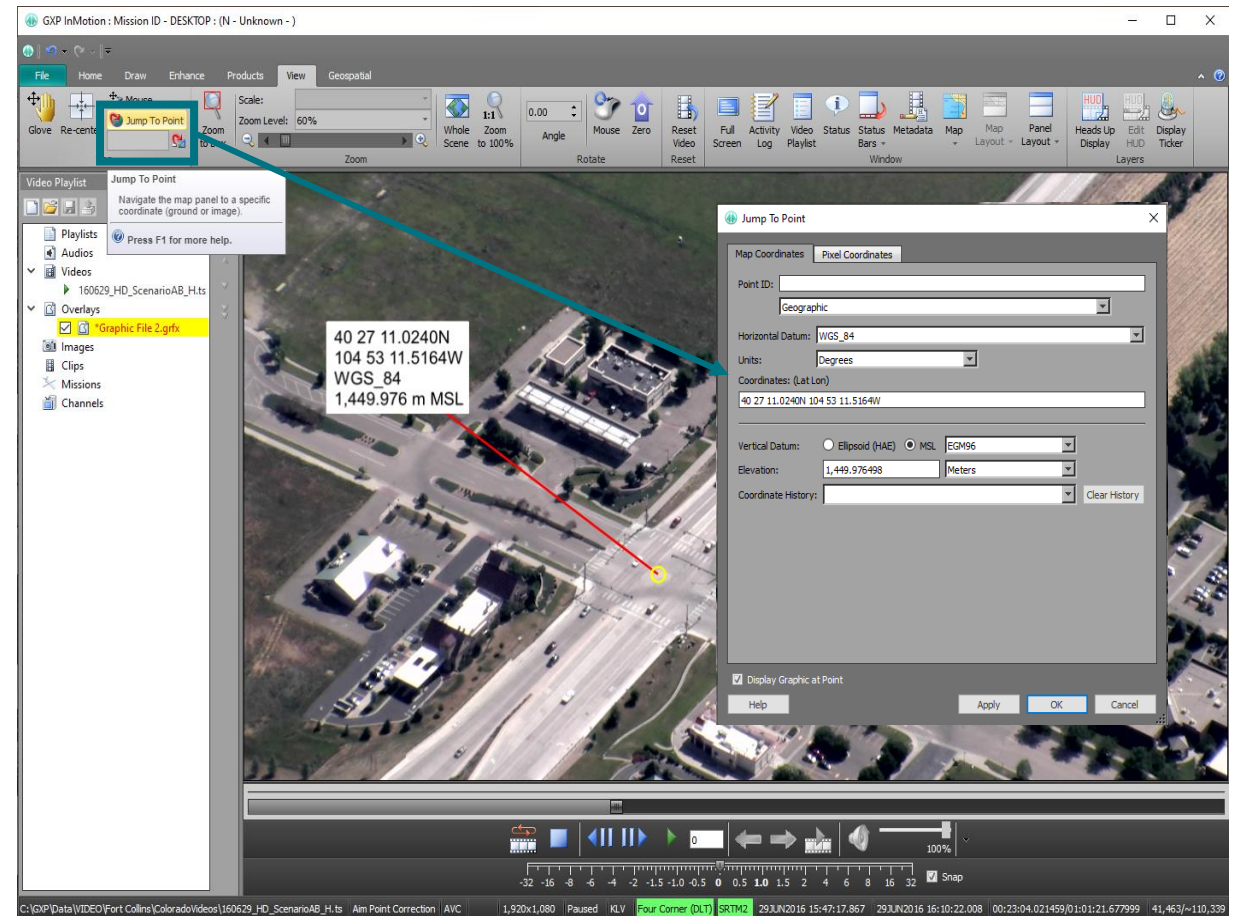 GXP InMotion : Mission ID - DESKTOP : (N - Unknown - )
File Home Draw Enhance Products View Geospatial
Glove
Mouse
Jump To Point
Zoom
Scale:
Zoom Level: 60%
Zoom
Whole
Scene
1:1
Zoom
to 100%
0.00
Angle
Mouse
Zero
Rotate
Reset
Video
Reset
Full
Screen
Activity
Log
Video
Playlist
Status
Status
Bars
Metadata
Map
Map
Layout
Panel
Layout
Window
HUD
Heads Up
Display
HUD
Edit
HUD
Display
Ticker
Layers
Video Playlist
Playlists
Audios
Videos
160629_HD_ScenarioAB_H.ts
Overlays
*Graphic File 2.grfx
Images
Clips
Missions
Channels
Jump To Point
Navigate the map panel to a specific
coordinate (ground or image).
Press F1 for more help.
40 27 11.0240N
104 53 11.5164W
WGS_84
1,449.976 m MSL
Jump To Point
Map Coordinates Pixel Coordinates
Point ID:
Geographic
Horizontal Datum: WGS_84
Units: Degrees
Coordinates: (Lat Lon)
40 27 11.0240N 104 53 11.5164W
Vertical Datum: Ellipsoid (HAE) MSL EGM96
Elevation: 1,449.976498 Meters
Coordinate History: Clear History
Display Graphic at Point
Help Apply OK Cancel
0
100%
-32 -16 -8 -6 -4 -2 -1.5 -1.0 -0.5 0 0.5 1.0 1.5 2 4 6 8 16 32 Snap
C:\GXP\Data\VIDEO\Fort Collins\ColoradoVideos\160629_HD_ScenarioAB_H.ts Aim Point Correction AVC 1,920x1,080 Paused KLV Four Corner (DLT) SRTM2 29JUN2016 15:47:17.867 29JUN2016 16:10:22.008 00:23:04.021459/01:01:21.677999 41,463/~110,339